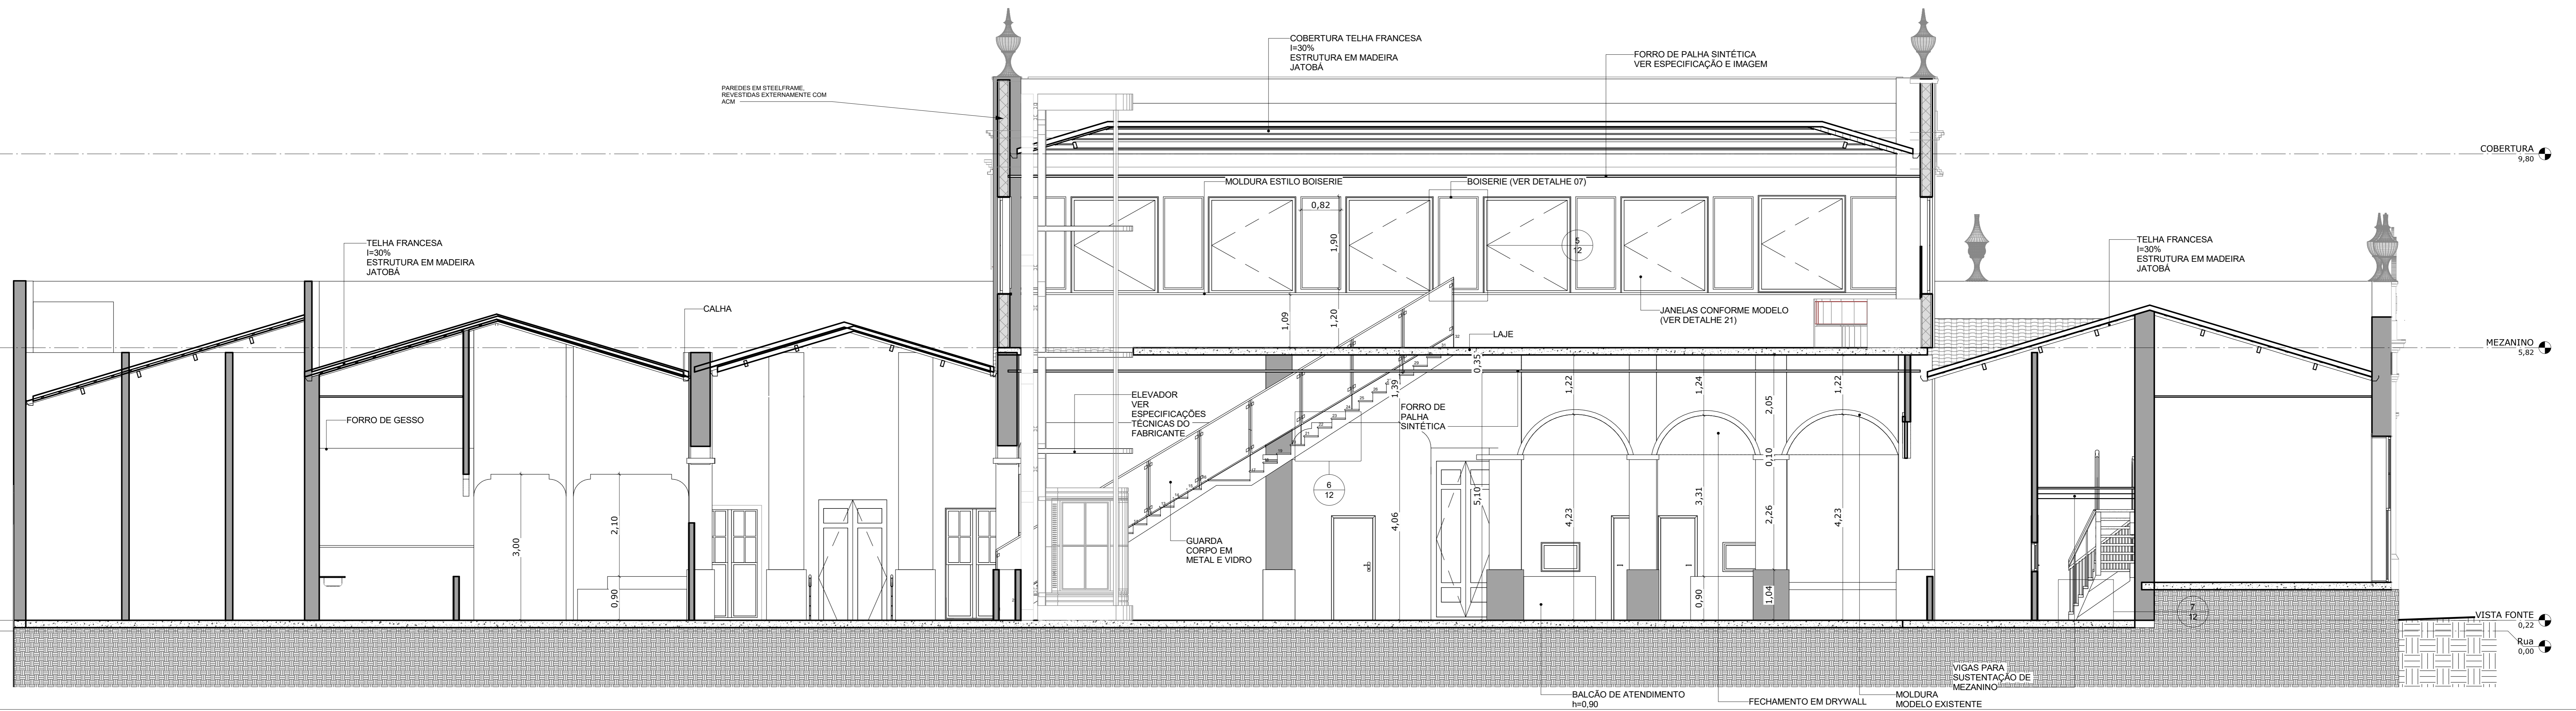 COBERTURA TELHA FRANCESA
I=30%
ESTRUTURA EM MADEIRA
JATOBÁ
FORRO DE PALHA SINTÉTICA
VER ESPECIFICAÇÃO E IMAGEM
PAREDES EM STEELFRAME,
REVESTIDAS EXTERNAMENTE COM
ACM
COBERTURA
9,80
MOLDURA ESTILO BOISERIE
BOISERIE (VER DETALHE 07)
0,82
1,90
5
12
TELHA FRANCESA
I=30%
ESTRUTURA EM MADEIRA
JATOBÁ
TELHA FRANCESA
I=30%
ESTRUTURA EM MADEIRA
JATOBÁ
CALHA
1,09
1,20
JANELAS CONFORME MODELO
(VER DETALHE 21)
LAJE
MEZANINO
5,82
0,35
1,39
1,22
1,24
1,22
2,05
ELEVADOR
VER
ESPECIFICAÇÕES
TÉCNICAS DO
FABRICANTE
FORRO DE
PALHA
SINTÉTICA
FORRO DE GESSO
0,10
6
12
5,10
3,31
4,06
4,23
2,26
4,23
3,00
2,10
GUARDA
CORPO EM
METAL E VIDRO
0,90
0,90
1,04
7
12
VISTA FONTE
0,22
Rua
0,00
VIGAS PARA
SUSTENTAÇÃO DE
MEZANINO
BALCÃO DE ATENDIMENTO
h=0,90
FECHAMENTO EM DRYWALL
MOLDURA
MODELO EXISTENTE